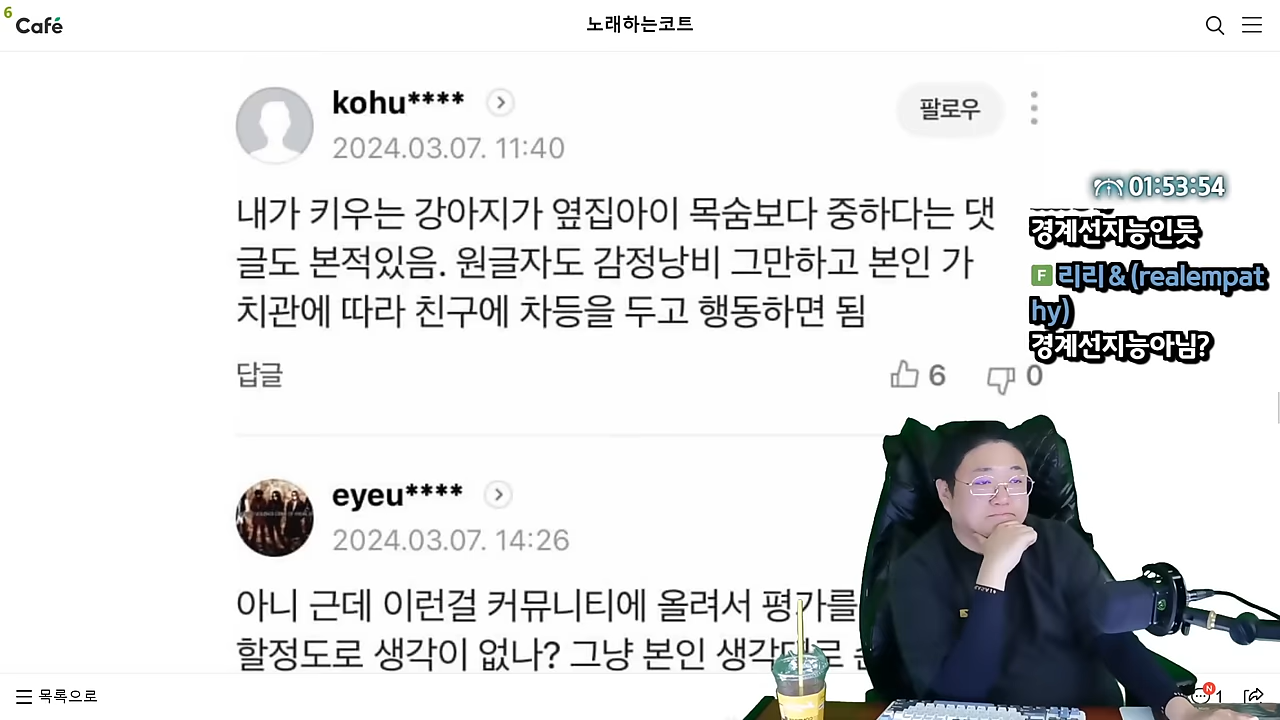 6
Café
노래하는코트
kohu****
2024.03.07. 11:40
팔로우
내가 키우는 강아지가 옆집아이 목숨보다 중하다는 댓
글도 본적있음. 원글자도 감정낭비 그만하고 본인 가
치관에 따라 친구에 차등을 두고 행동하면 됨
답글
6
0
01:53:54
경계선지능인듯
F 리리&(realempat
hy)
경계선지능아님?
eyeu****
2024.03.07. 14:26
아니 근데 이런걸 커뮤니티에 올려서 평가를
할정도로 생각이 없나? 그냥 본인 생각대로
목록으로
N
1